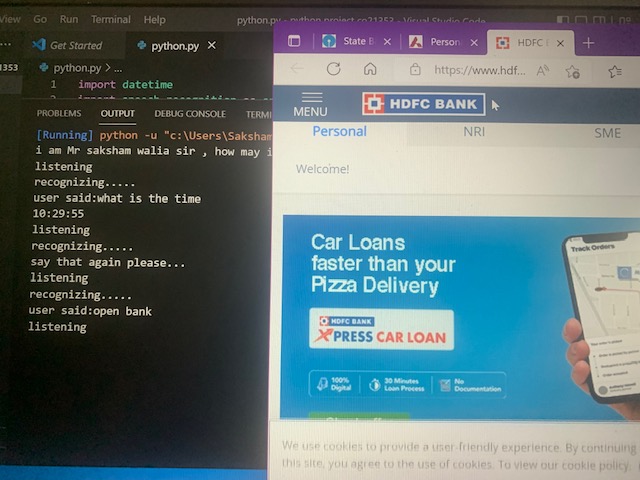 View Go Run Terminal Help
python.py - python project cp21353 - Visual Studio Code
Get Started
python.py
1353
python.py > ...
1 import datetime
PROBLEMS OUTPUT DEBUG CONSOLE TERMI
[Running] python -u "c:\Users\Saksham
i am Mr saksham walia sir , how may i
listening
recognizing.....
user said:what is the time
10:29:55
listening
recognizing.....
say that again please...
listening
recognizing.....
user said:open bank
listening
State B
Person
HDFC
https://www.hdf...
MENU
HDFC BANK
Personal NRI SME
Welcome!
Car Loans
faster than your
Pizza Delivery
HDFC BANK
XPRESS CAR LOAN
100%
Digital
30 Minutes
Loan Process
No
Documentation
Track Orders
We use cookies to provide a user-friendly experience. By continuing
this site, you agree to the use of cookies. To view our cookie policy,